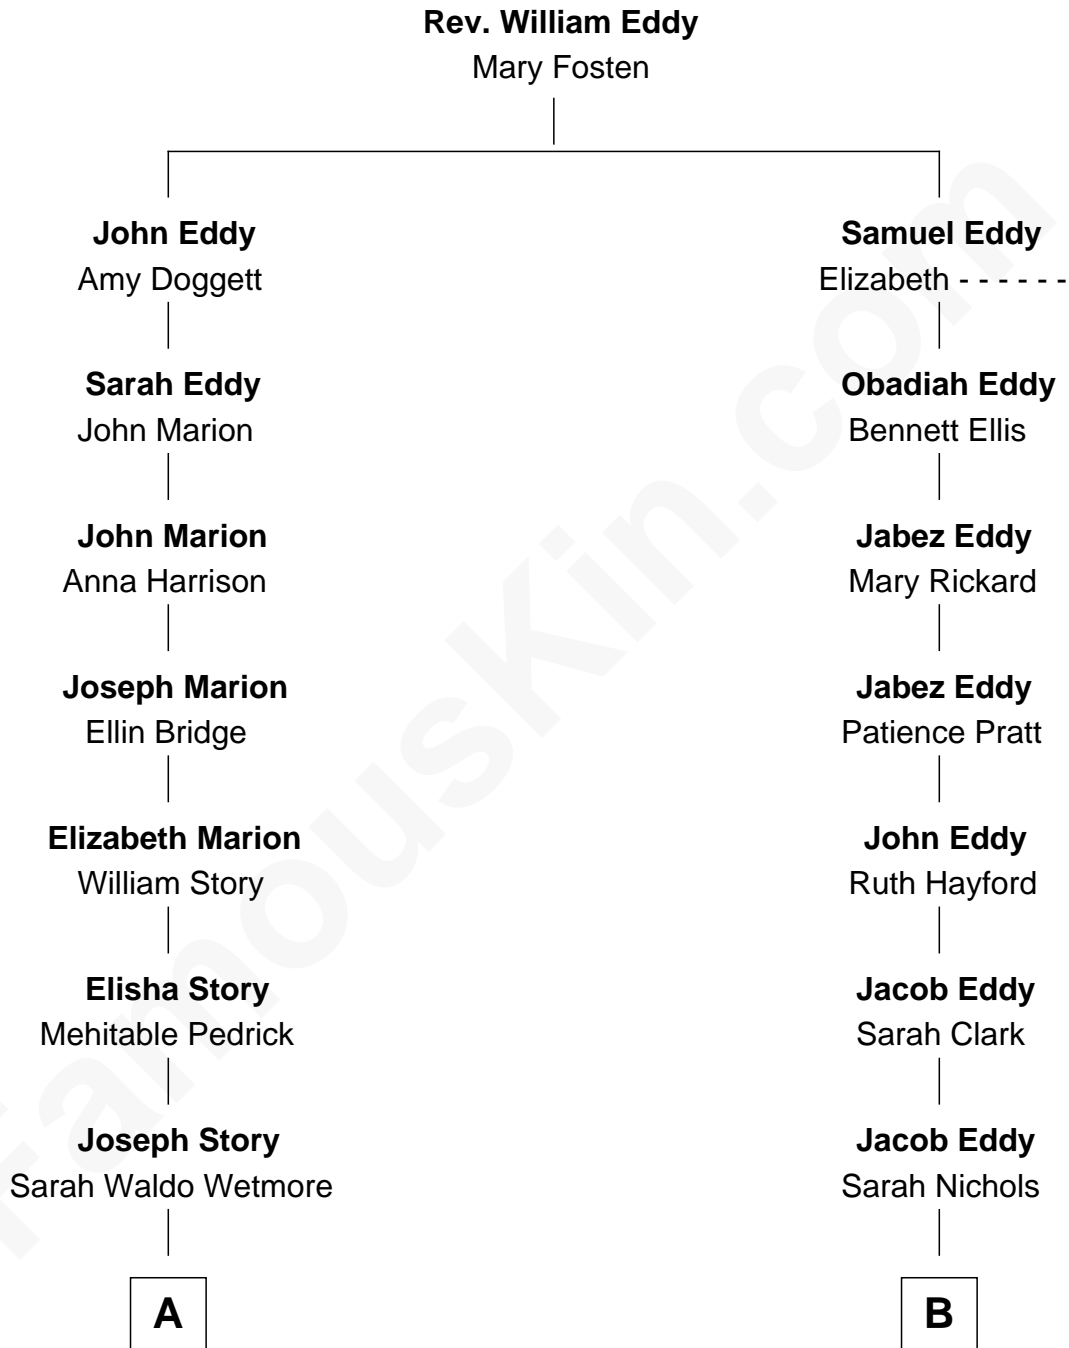 Rev. William Eddy
Mary Fosten
John Eddy
Amy Doggett
Samuel Eddy
Elizabeth - - - - - -
Sarah Eddy
John Marion
Obadiah Eddy
Bennett Ellis
John Marion
Anna Harrison
Jabez Eddy
Mary Rickard
Joseph Marion
Ellin Bridge
Jabez Eddy
Patience Pratt
Elizabeth Marion
William Story
John Eddy
Ruth Hayford
Elisha Story
Mehitable Pedrick
Jacob Eddy
Sarah Clark
Joseph Story
Sarah Waldo Wetmore
Jacob Eddy
Sarah Nichols
A
B
FamousKin.com